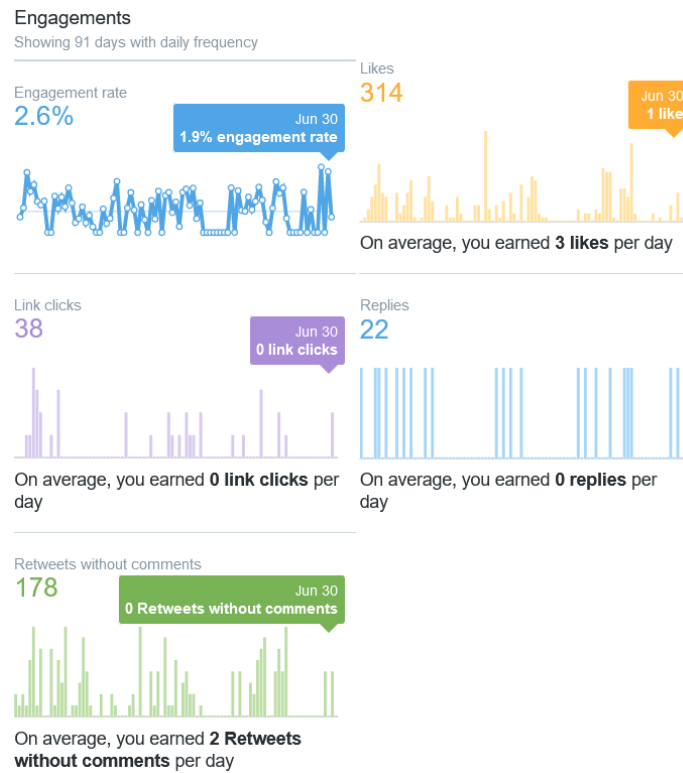 Engagements
Showing 91 days with daily frequency
Engagement rate
2.6%
Jun 30
1.9% engagement rate
Likes
314
Jun 30
1 like
On average, you earned 3 likes per day
Link clicks
38
Jun 30
0 link clicks
On average, you earned 0 link clicks per
day
Replies
22
On average, you earned 0 replies per
day
Retweets without comments
178
Jun 30
0 Retweets without comments
On average, you earned 2 Retweets
without comments per day